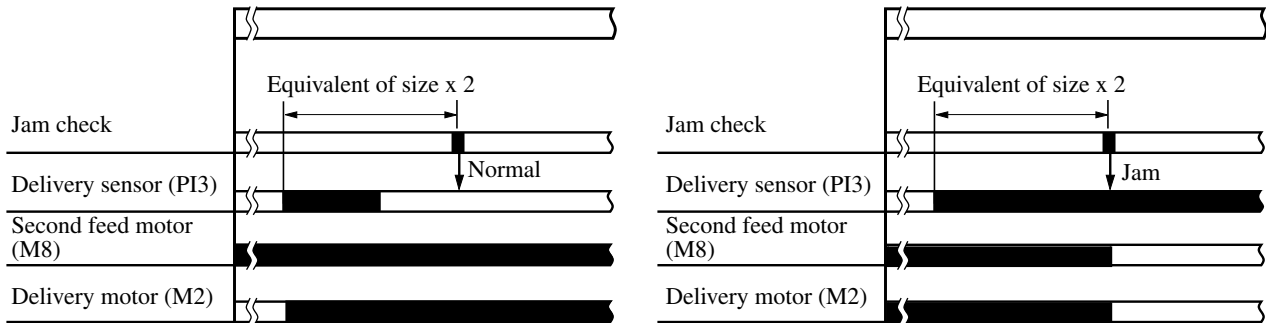 Equivalent of size x 2
Jam check
Normal
Delivery sensor (PI3)
Second feed motor
(M8)
Delivery motor (M2)
Equivalent of size x 2
Jam check
Jam
Delivery sensor (PI3)
Second feed motor
(M8)
Delivery motor (M2)